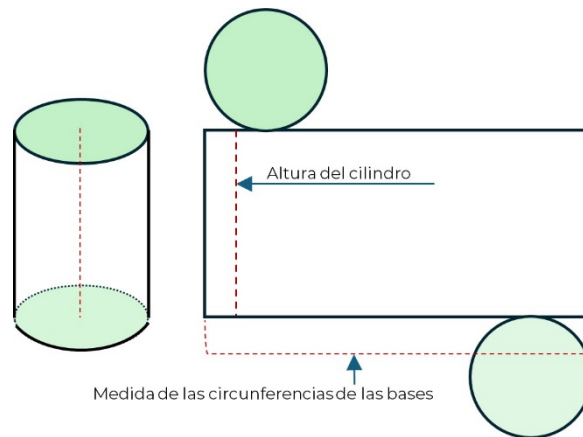 Altura del cilindro
Medida de las circunferencias de las bases